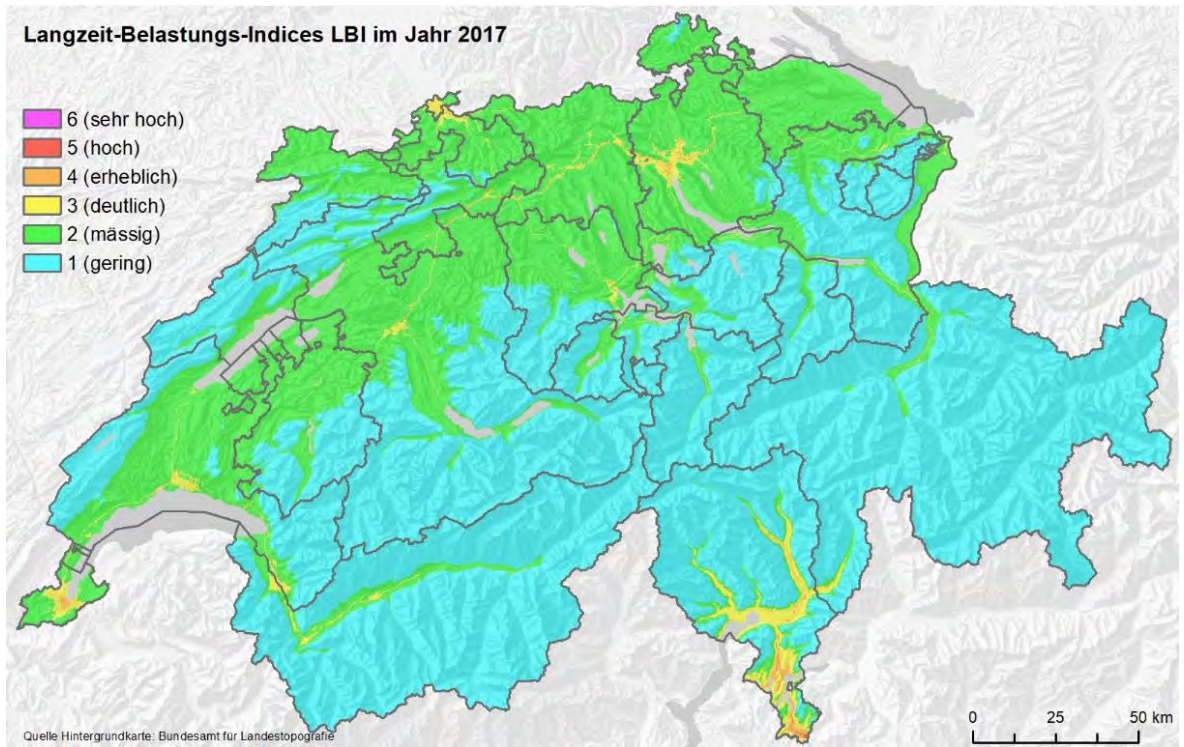 Langzeit-Belastungs-Indices LBI im Jahr 2017
6 (sehr hoch)
5 (hoch)
4 (erheblich)
3 (deutlich)
2 (mässig)
1 (gering)
0 25 50 km
Quelle Hintergrundkarte: Bundesamt für Landestopografie